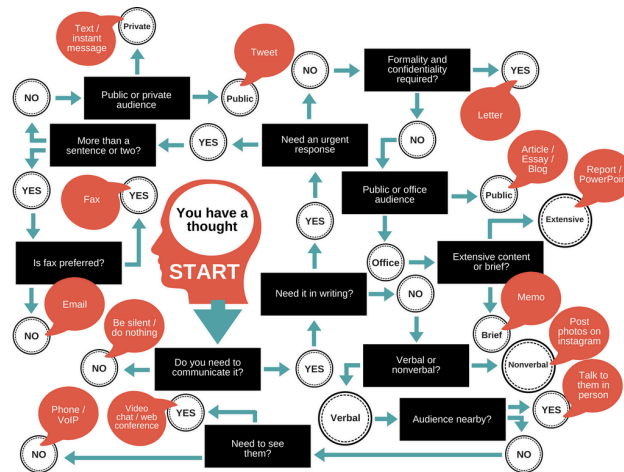 Text /
instant
message
Private
Tweet
NO
Public or private
audience
Public
NO
Formality and
confidentiality
required?
YES
Letter
More than a
sentence or two?
YES
Need an urgent
response
NO
Article /
Essay /
Blog
Report /
PowerPoint
YES
Fax
YES
You have a
thought
START
YES
Public or office
audience
Public
Extensive
Is fax preferred?
Office
Extensive content
or brief?
Need it in writing?
NO
NO
Email
Be silent /
do nothing
Memo
Brief
Post
photos on
instagram
NO
Do you need to
communicate it?
YES
Verbal or
nonverbal?
Nonverbal
Talk to
them in
person
Phone /
VoIP
Video
chat / web
conference
YES
Verbal
Audience nearby?
YES
NO
Need to see
them?
NO